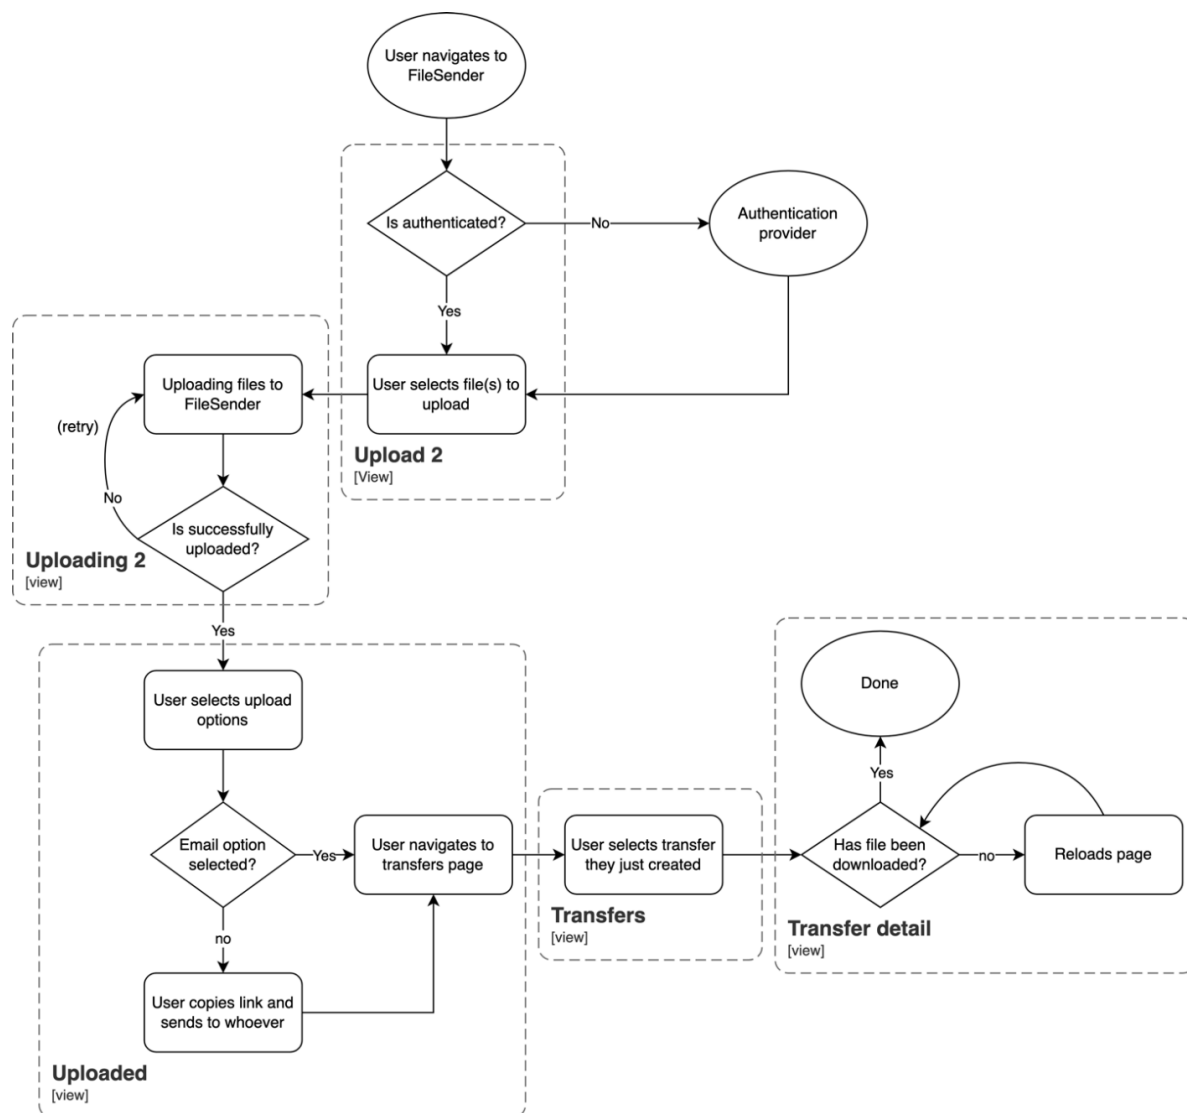 User navigates to
FileSender
Is authenticated?
No
Authentication
provider
Yes
User selects file(s) to
upload
Upload 2
[View]
Uploading files to
FileSender
(retry)
No
Is successfully
uploaded?
Uploading 2
[view]
Yes
User selects upload
options
Email option
selected?
Yes
User navigates to
transfers page
no
User copies link and
sends to whoever
Uploaded
[view]
User selects transfer
they just created
Transfers
[view]
Done
Yes
Has file been
downloaded?
no
Reloads page
Transfer detail
[view]